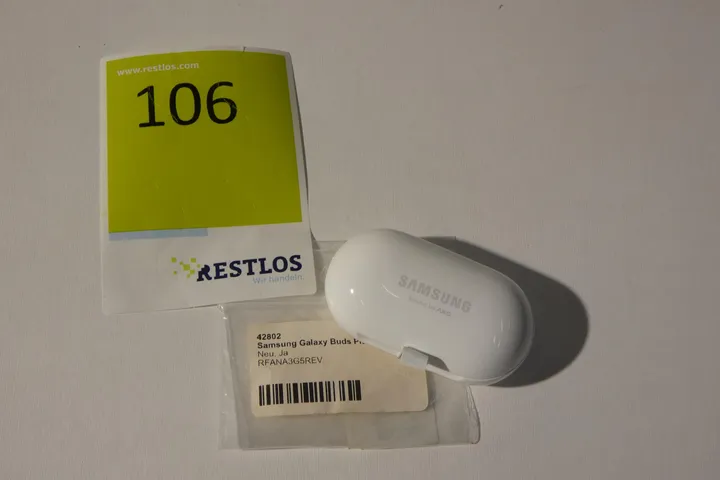 www.restlos.com
106
RESTLOS
Wir handeln.
SAMSUNG
42802
Samsung Galaxy Buds
Neu: Ja
RFANA3G5REV